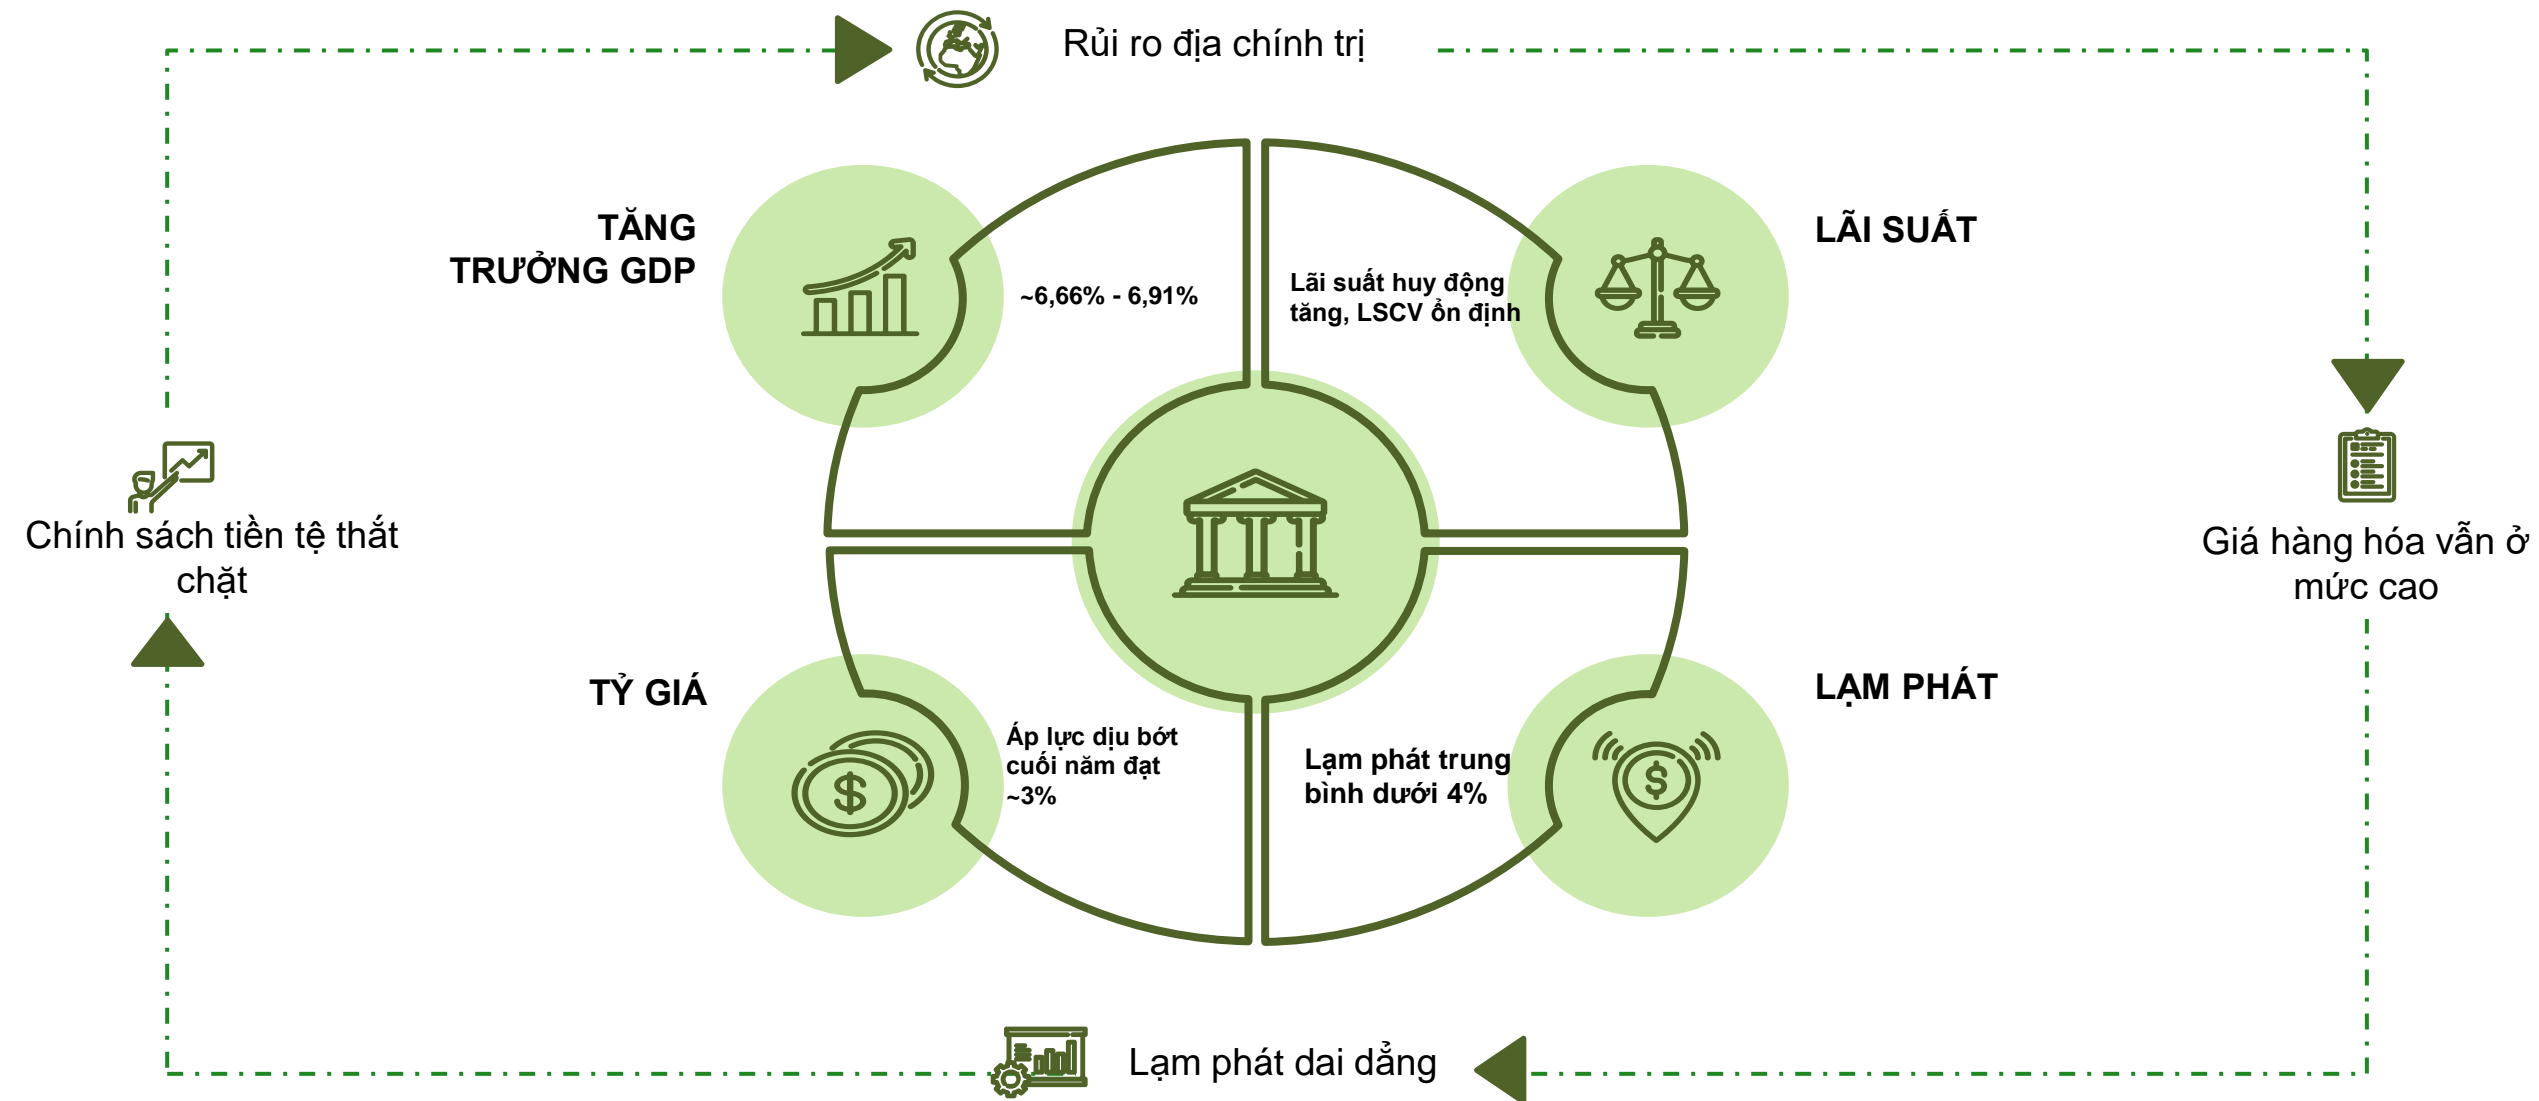 Rủi ro địa chính trị
TĂNG
TRƯỞNG GDP
~6,66% - 6,91%
Lãi suất huy động
tăng, LSCV ổn định
LÃI SUẤT
Chính sách tiền tệ thắt
chặt
Giá hàng hóa vẫn ở
mức cao
TỶ GIÁ
Áp lực dịu bớt
cuối năm đạt
~3%
Lạm phát trung
bình dưới 4%
LẠM PHÁT
Lạm phát dai dẳng